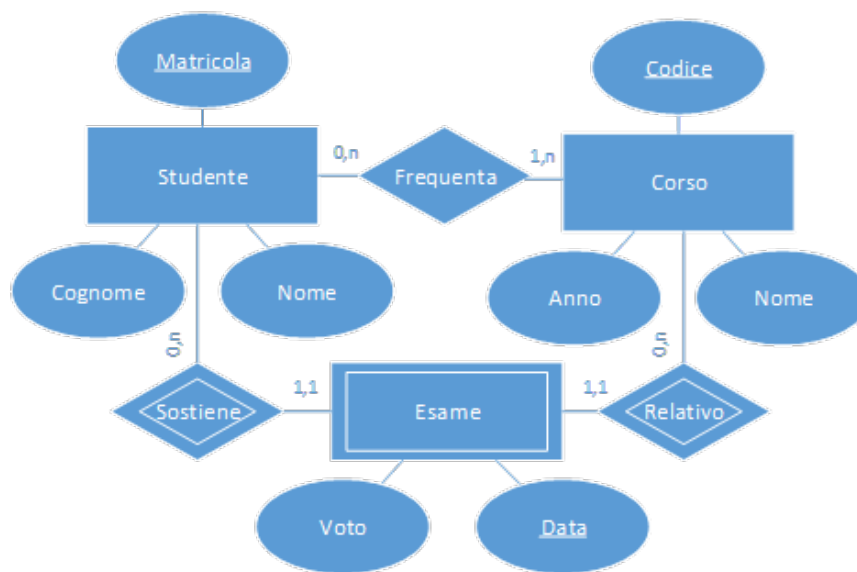 Matricola
Codice
0,n
1,n
Studente
Frequenta
Corso
Cognome
Nome
Anno
Nome
0,n
0,n
1,1
1,1
Sostiene
Esame
Relativo
Voto
Data